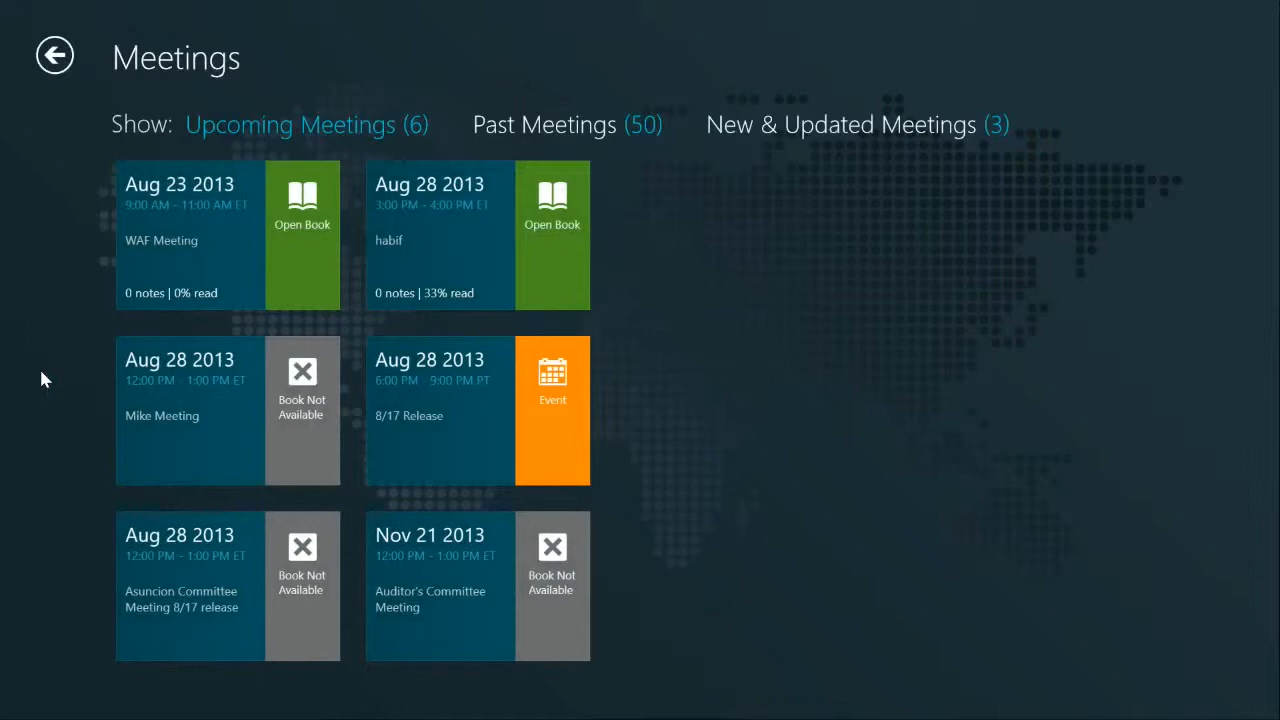 Meetings
Show: Upcoming Meetings (6) Past Meetings (50) New & Updated Meetings (3)
Aug 23 2013
9:00 AM - 11:00 AM ET
WAF Meeting
0 notes | 0% read
Open Book
Aug 28 2013
3:00 PM - 4:00 PM ET
habif
0 notes | 33% read
Open Book
Aug 28 2013
12:00 PM - 1:00 PM ET
Mike Meeting
Book Not
Available
Aug 28 2013
6:00 PM - 9:00 PM PT
8/17 Release
Event
Aug 28 2013
12:00 PM - 1:00 PM ET
Asuncion Committee
Meeting 8/17 release
Book Not
Available
Nov 21 2013
12:00 PM - 1:00 PM ET
Auditor's Committee
Meeting
Book Not
Available